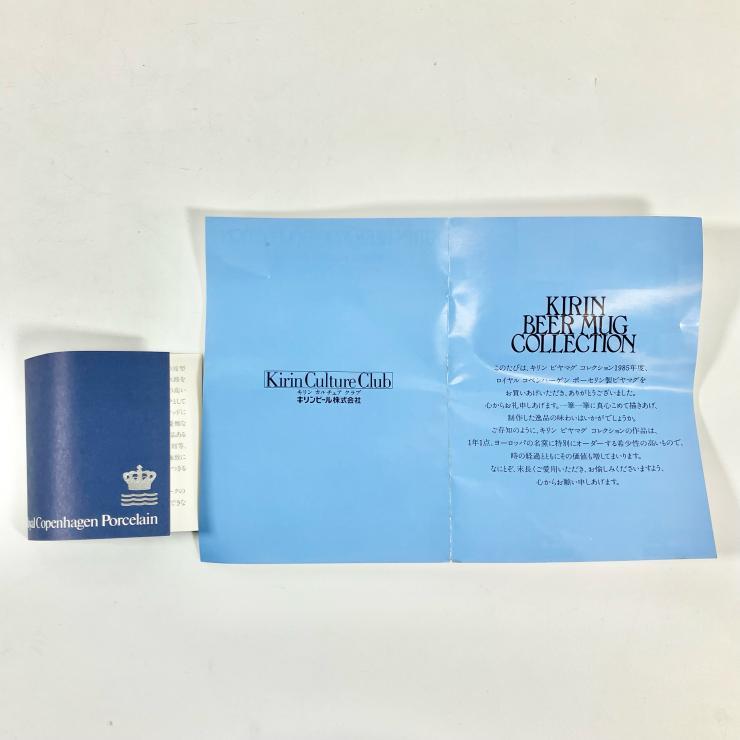 Copenhagen Porcelain
Kirin Culture Club
キリン カルチュア クラブ
キリンビール株式会社
KIRIN
BEER MUG
COLLECTION
このたびは、キリン ビヤマグ コレクション1985年度、
ロイヤル コペンハーゲン ポーセリン製ビヤマグを
お買いあげいただき、ありがとうございました。
心からお礼申しあげます。一筆一筆に真心こめて描きあげ、
制作した逸品の味わいはいかがでしょうか。
ご存知のように、キリン ビヤマグ コレクションの作品は、
1年1点、ヨーロッパの名窯に特別にオーダーする希少性の高いもので、
時の経過とともにその価値も増してまいります。
なにとぞ、末長くご愛用いただき、お愉しみくださいますよう、
心からお願い申しあげます。